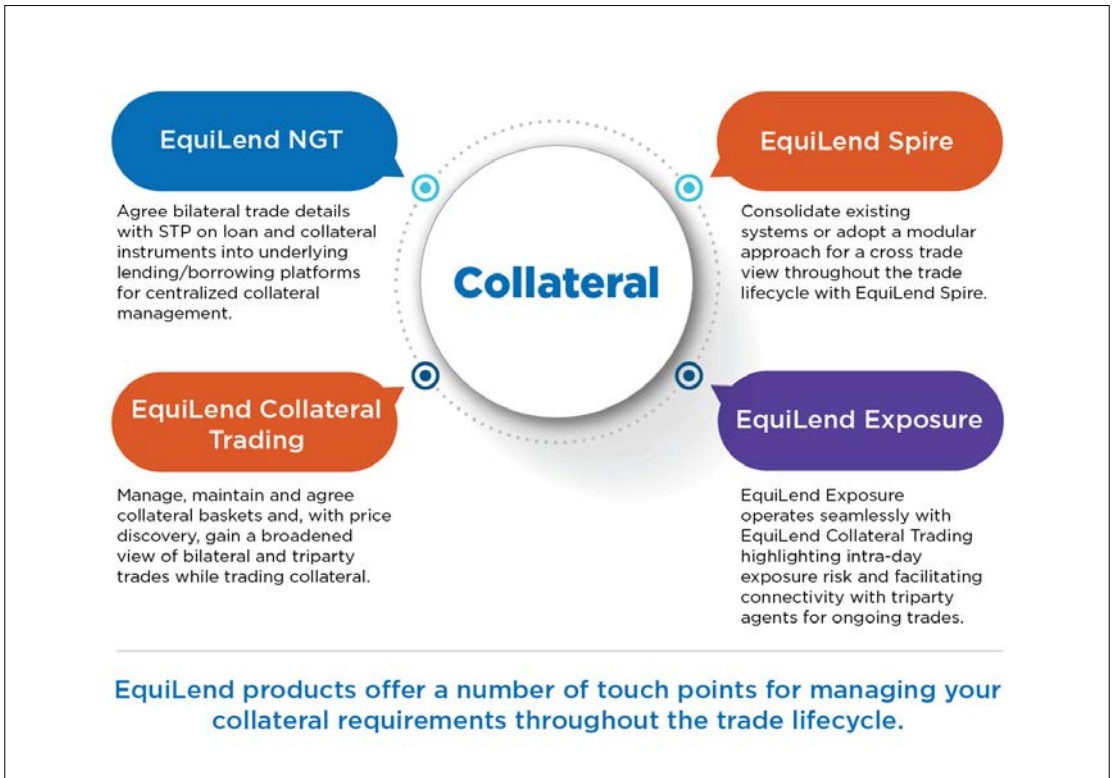 EquiLend NGT
Agree bilateral trade details
with STP on loan and collateral
instruments into underlying
lending/borrowing platforms
for centralized collateral
management.
EquiLend Spire
Consolidate existing
systems or adopt a modular
approach for a cross trade
view throughout the trade
lifecycle with EquiLend Spire.
Collateral
EquiLend Collateral
Trading
Manage, maintain and agree
collateral baskets and, with price
discovery, gain a broadened
view of bilateral and triparty
trades while trading collateral.
EquiLend Exposure
EquiLend Exposure
operates seamlessly with
EquiLend Collateral Trading
highlighting intra-day
exposure risk and facilitating
connectivity with triparty
agents for ongoing trades.
EquiLend products offer a number of touch points for managing your
collateral requirements throughout the trade lifecycle.